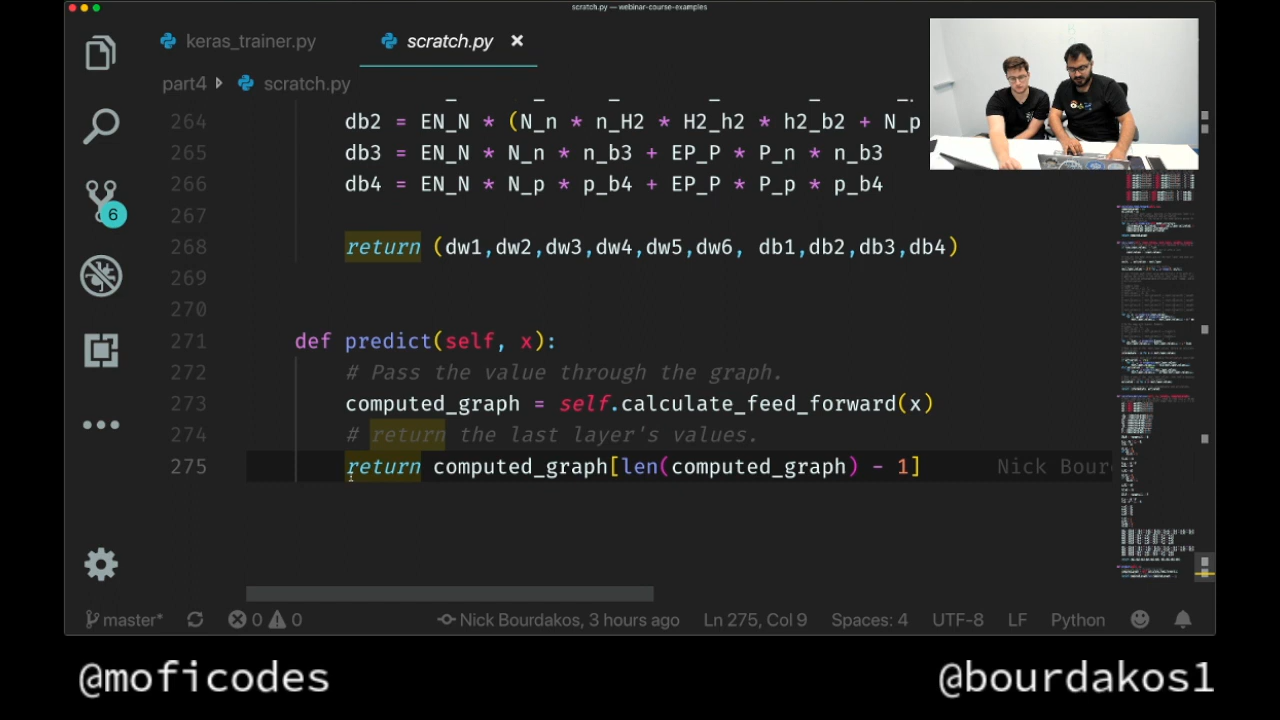 scratch.py — webinar-course-examples
keras_trainer.py
scratch.py
part4
scratch.py
264 db2 = EN_N * (N_n * n_H2 * H2_h2 * h2_b2 + N_p
265 db3 = EN_N * N_n * n_b3 + EP_P * P_n * n_b3
266 db4 = EN_N * N_p * p_b4 + EP_P * P_p * p_b4
267
268 return (dw1,dw2,dw3,dw4,dw5,dw6, db1,db2,db3,db4)
269
270
271 def predict(self, x):
272 # Pass the value through the graph.
273 computed_graph = self.calculate_feed_forward(x)
274 # return the last layer's values.
275 return computed_graph[len(computed_graph) - 1] Nick Bour
6
master* 0 0 Nick Bourdakos, 3 hours ago Ln 275, Col 9 Spaces: 4 UTF-8 LF Python
@moficodes
@bourdakos1